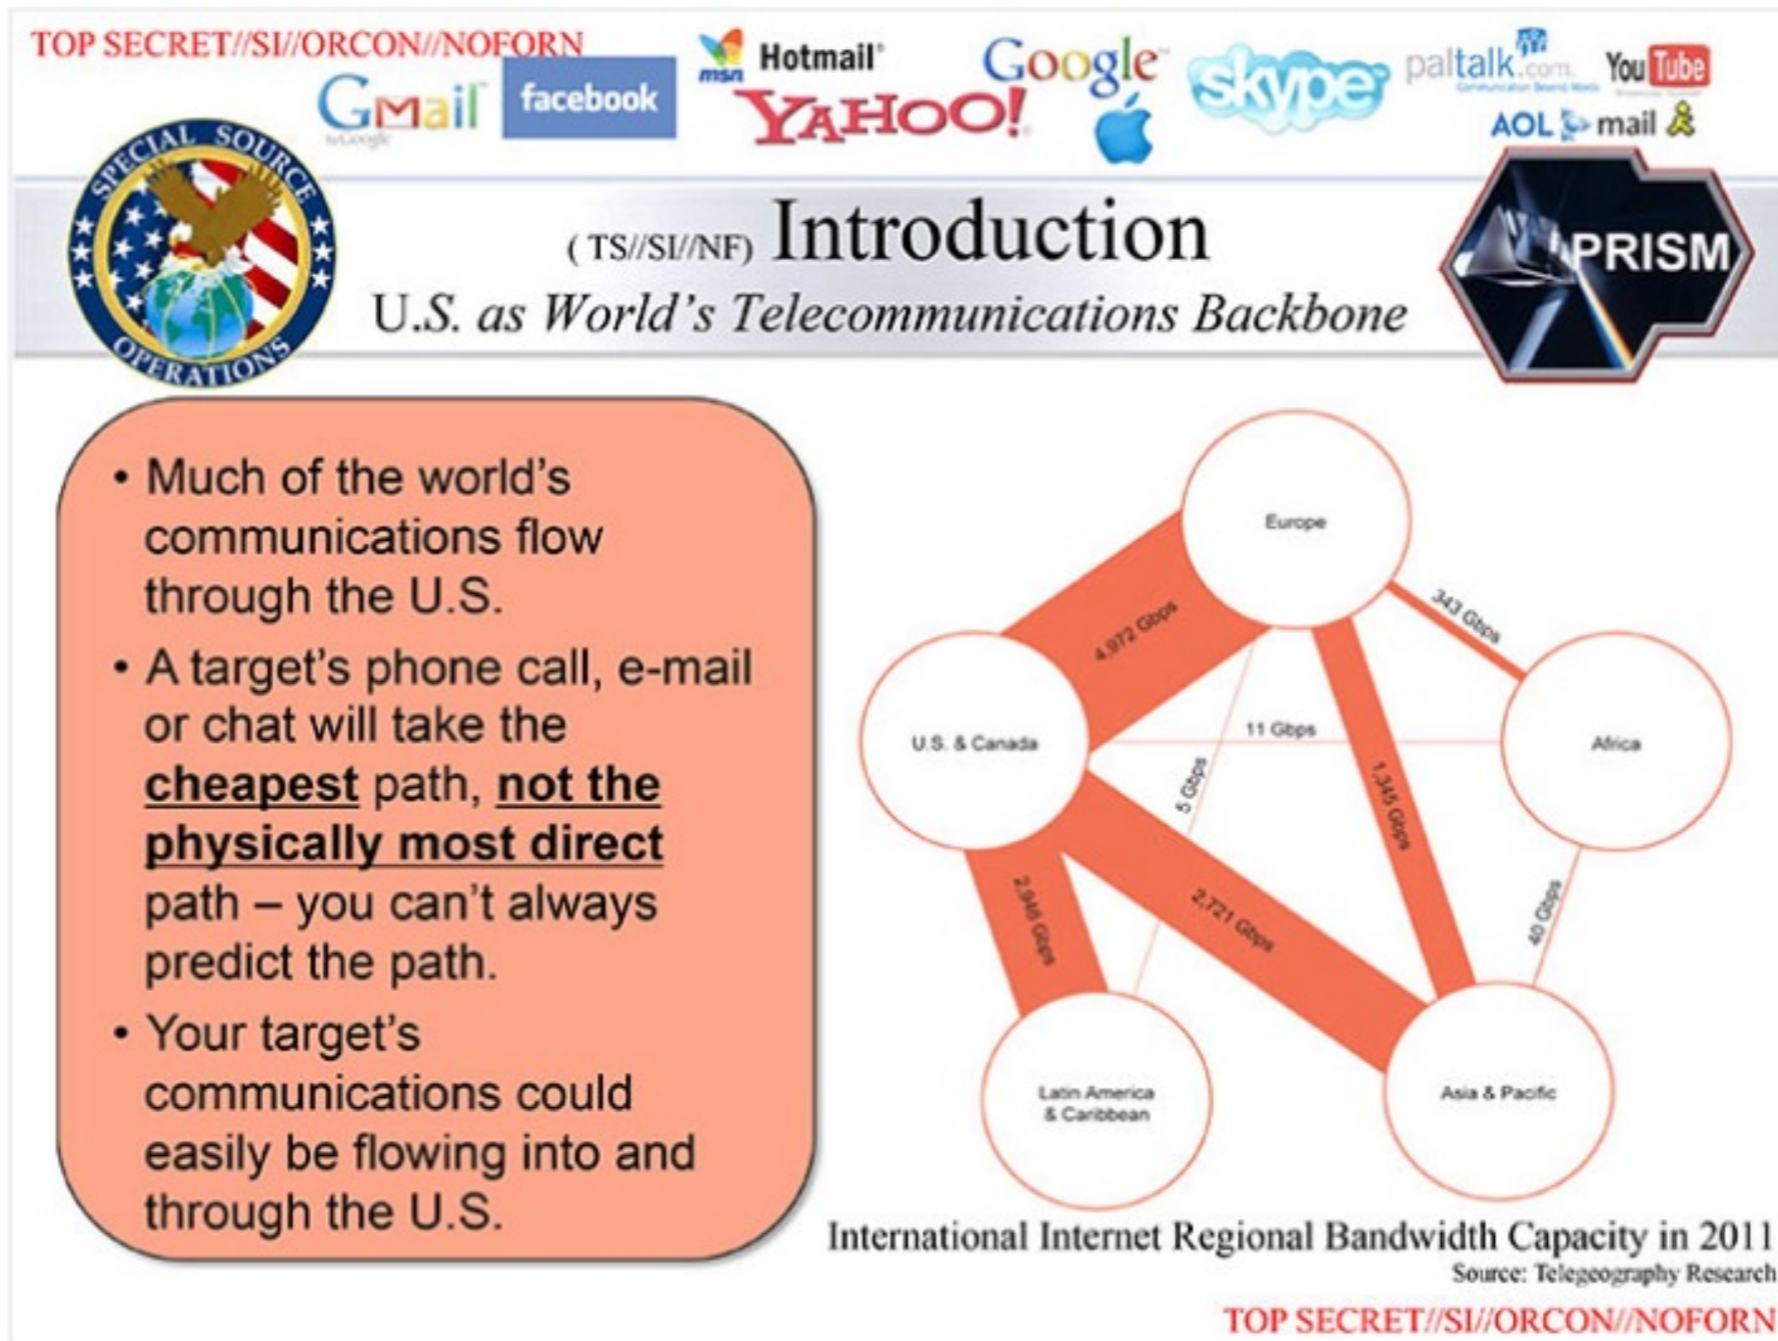 TOP SECRET//SI//ORCON//NOFORN
GMail
by Google
facebook
msn Hotmail
YAHOO!
Google
skype
paltalk.com
YouTube
AOL mail
SPECIAL SOURCE OPERATIONS
( TS//SI//NF) Introduction
U.S. as World's Telecommunications Backbone
PRISM
• Much of the world's
communications flow
through the U.S.
• A target's phone call, e-mail
or chat will take the
cheapest path, not the
physically most direct
path – you can't always
predict the path.
• Your target's
communications could
easily be flowing into and
through the U.S.
Europe
4,972 Gbps
343 Gbps
U.S. & Canada
11 Gbps
Africa
5 Gbps
1,345 Gbps
2,946 Gbps
2,721 Gbps
40 Gbps
Latin America
& Caribbean
Asia & Pacific
International Internet Regional Bandwidth Capacity in 2011
Source: Telegeography Research
TOP SECRET//SI//ORCON//NOFORN